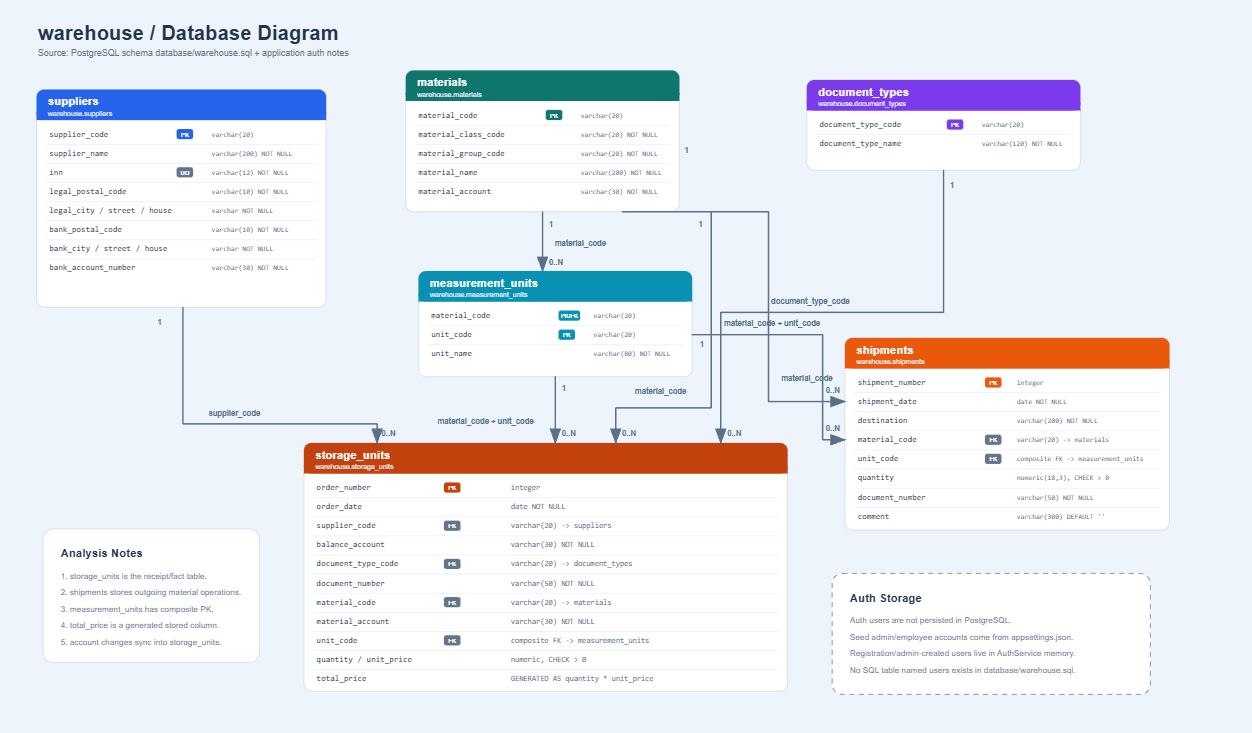 warehouse / Database Diagram
Source: PostgreSQL schema database/warehouse.sql + application auth notes
suppliers
warehouse.suppliers
supplier_code PK varchar(20)
supplier_name varchar(200) NOT NULL
inn UQ varchar(12) NOT NULL
legal_postal_code varchar(10) NOT NULL
legal_city / street / house varchar NOT NULL
bank_postal_code varchar(10) NOT NULL
bank_city / street / house varchar NOT NULL
bank_account_number varchar(30) NOT NULL
materials
warehouse.materials
material_code PK varchar(20)
material_class_code varchar(20) NOT NULL
material_group_code varchar(20) NOT NULL
material_name varchar(200) NOT NULL
material_account varchar(30) NOT NULL
document_types
warehouse.document_types
document_type_code PK varchar(20)
document_type_name varchar(120) NOT NULL
1
1
1
1
material_code
0..N
measurement_units
warehouse.measurement_units
material_code PK/FK varchar(20)
unit_code PK varchar(20)
unit_name varchar(80) NOT NULL
document_type_code
material_code + unit_code
1
1
1
material_code
material_code
0..N
0..N
supplier_code
material_code + unit_code
0..N
0..N
0..N
0..N
shipments
warehouse.shipments
shipment_number PK integer
shipment_date date NOT NULL
destination varchar(200) NOT NULL
material_code FK varchar(20) -> materials
unit_code FK composite FK -> measurement_units
quantity numeric(18,3), CHECK > 0
document_number varchar(50) NOT NULL
comment varchar(300) DEFAULT ''
storage_units
warehouse.storage_units
order_number PK integer
order_date date NOT NULL
supplier_code FK varchar(20) -> suppliers
balance_account varchar(30) NOT NULL
document_type_code FK varchar(20) -> document_types
document_number varchar(50) NOT NULL
material_code FK varchar(20) -> materials
material_account varchar(30) NOT NULL
unit_code FK composite FK -> measurement_units
quantity / unit_price numeric, CHECK > 0
total_price GENERATED AS quantity * unit_price
Analysis Notes
1. storage_units is the receipt/fact table.
2. shipments stores outgoing material operations.
3. measurement_units has composite PK.
4. total_price is a generated stored column.
5. account changes sync into storage_units.
Auth Storage
Auth users are not persisted in PostgreSQL.
Seed admin/employee accounts come from appsettings.json.
Registration/admin-created users live in AuthService memory.
No SQL table named users exists in database/warehouse.sql.